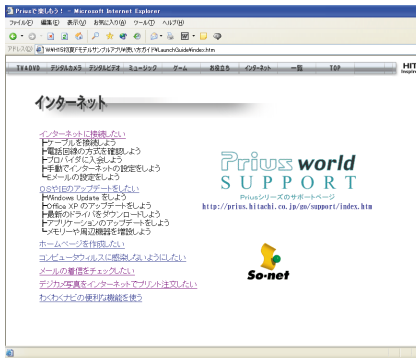 Priusで楽しもう! - Microsoft Internet Explorer
ファイル(F) 編集(E) 表示(V) お気に入り(A) ツール(T) ヘルプ(H)
TV&DVD デジタルカメラ デジタルビデオ ミュージック ゲーム お役立ち インターネット 一覧 TOP
インターネット
インターネットに接続したい
ケーブルを接続しよう
電話回線の方式を確認しよう
プロバイダに入会しよう
手動でインターネットの設定をしよう
Eメールの設定をしよう
OSやIEのアップデートをしたい
Windows Update をしよう
Office XP のアップデートをしよう
最新のドライバをダウンロードしよう
アプリケーションのアップデートをしよう
メモリーや周辺機器を増設しよう
ホームページを作成したい
コンピュータウィルスに感染しないようにしたい
メールの着信をチェックしたい
デジカメ写真をインターネットでプリント注文したい
わくわくナビの便利な機能を使う
Prius world
SUPPORT
Priusシリーズのサポートページ
http://prius.hitachi.co.jp/go/support/index.htm
So-net